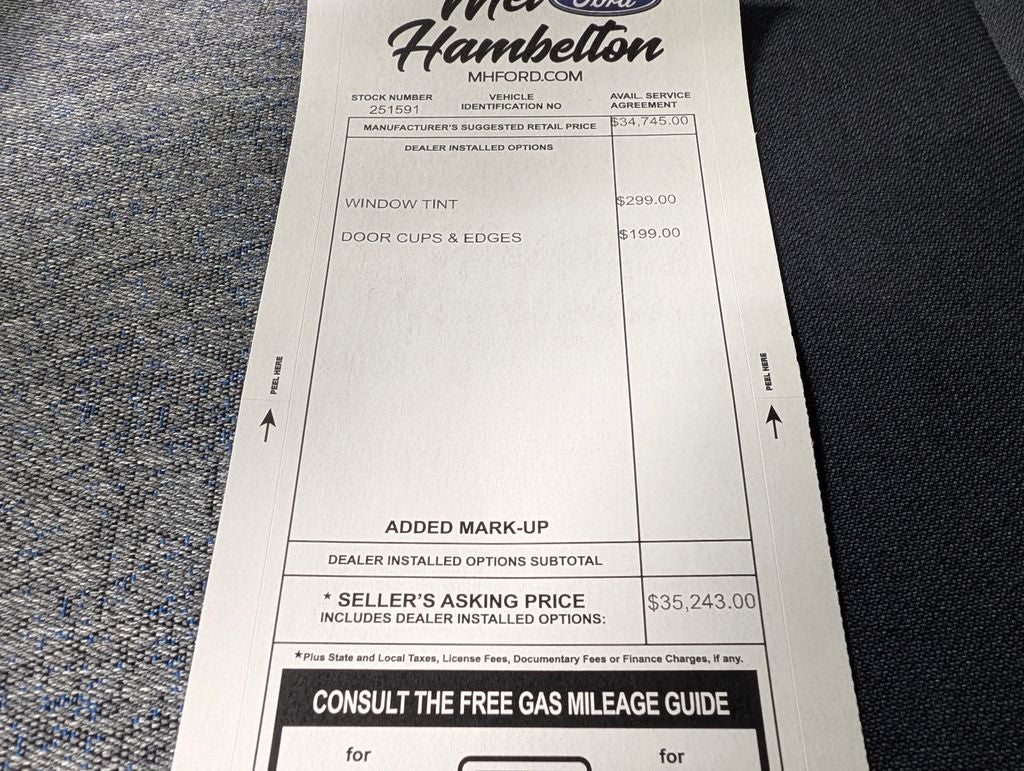 Mel Ford
Hambelton
MHFORD.COM
STOCK NUMBER VEHICLE AVAIL. SERVICE
251591 IDENTIFICATION NO AGREEMENT
MANUFACTURER'S SUGGESTED RETAIL PRICE $34,745.00
DEALER INSTALLED OPTIONS
WINDOW TINT $299.00
DOOR CUPS & EDGES $199.00
PEEL HERE PEEL HERE
ADDED MARK-UP
DEALER INSTALLED OPTIONS SUBTOTAL
* SELLER'S ASKING PRICE $35,243.00
INCLUDES DEALER INSTALLED OPTIONS:
*Plus State and Local Taxes, License Fees, Documentary Fees or Finance Charges, if any.
CONSULT THE FREE GAS MILEAGE GUIDE
for for